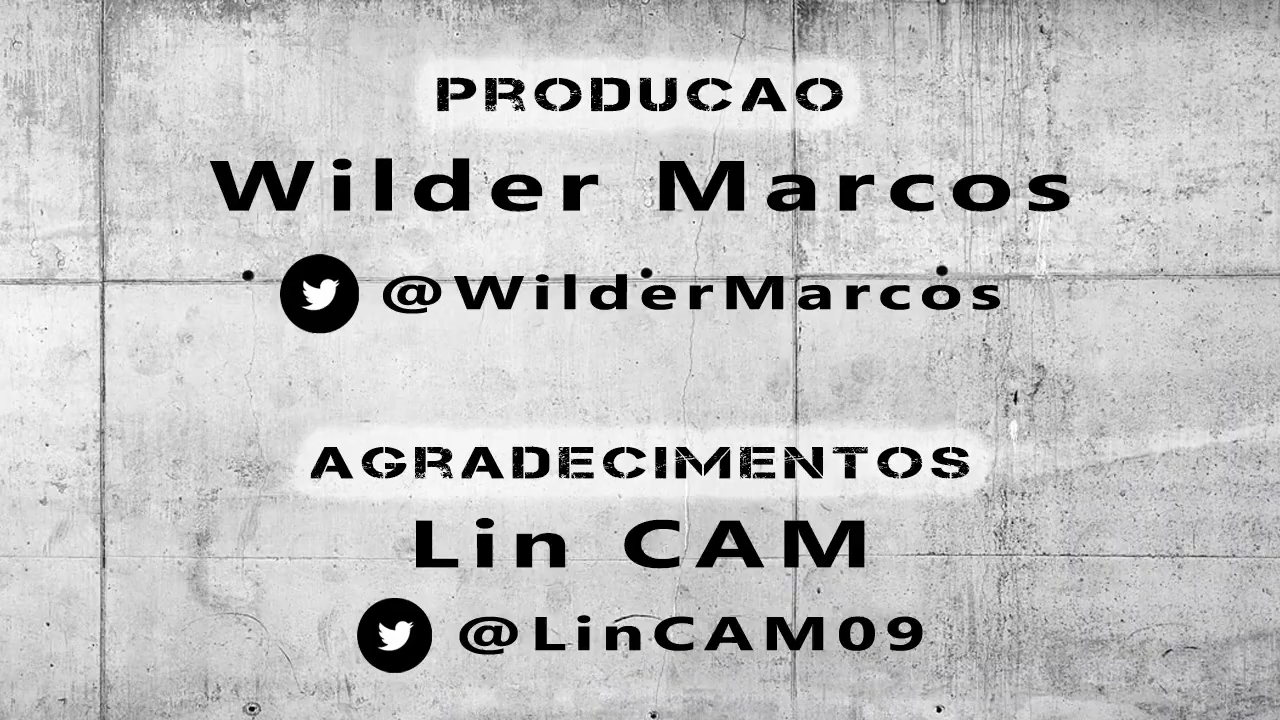 PRODUCAO
Wilder Marcos
@WilderMarcos
AGRADECIMENTOS
Lin CAM
@LinCAM09